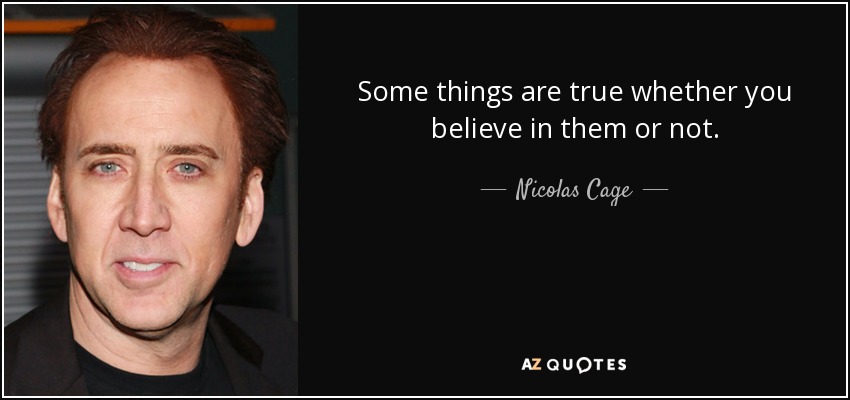 Some things are true whether you
believe in them or not.
— Nicolas Cage —
AZ QUOTES